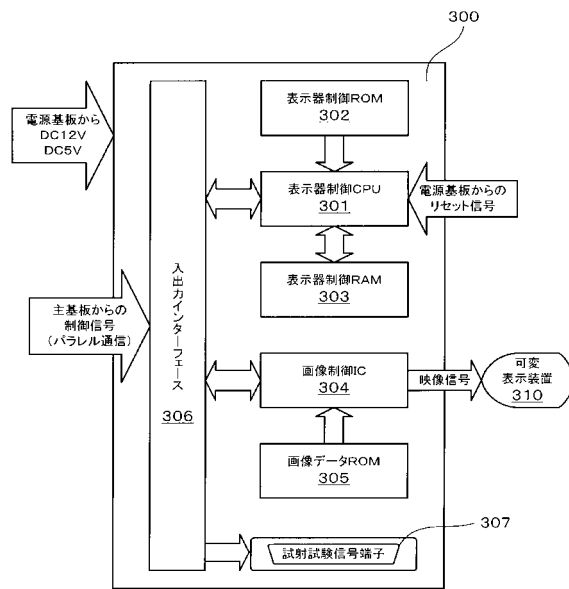 300
電源基板から
DC12V
DC5V
表示器制御ROM
302
表示器制御CPU
301
電源基板からの
リセット信号
表示器制御RAM
303
主基板からの
制御信号
(パラレル通信)
入出力インターフェース
306
画像制御IC
304
映像信号
可変
表示装置
310
画像データROM
305
307
試射試験信号端子